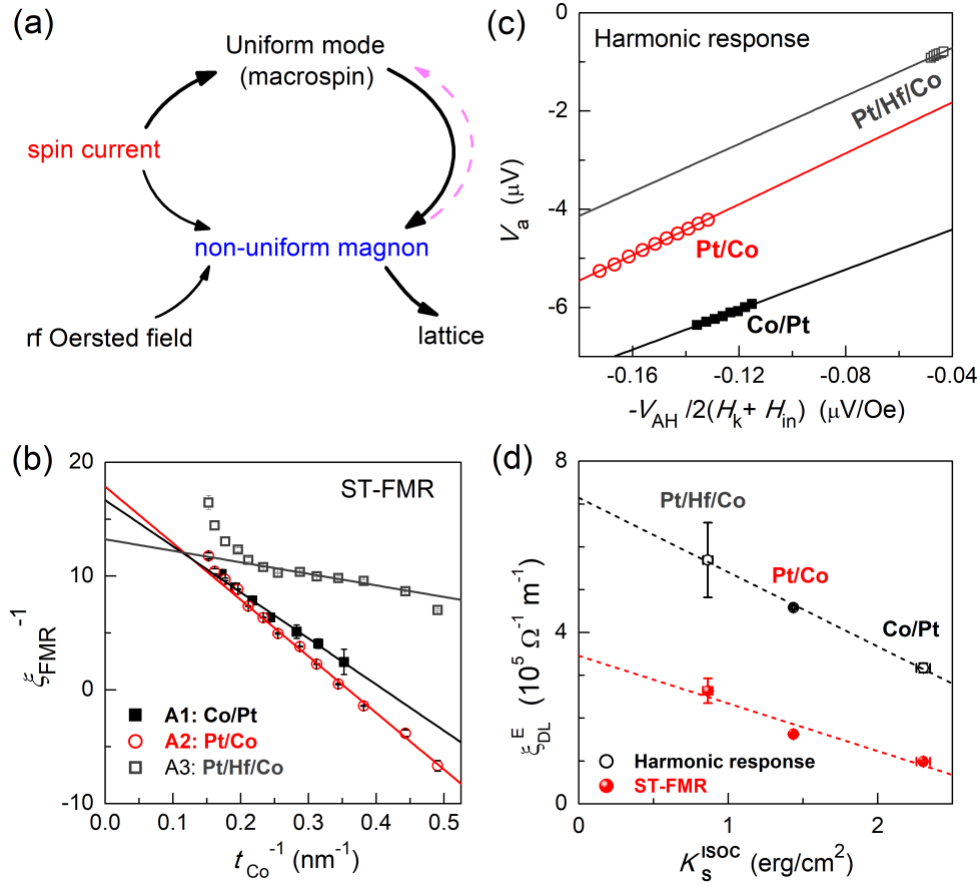 (a)
Uniform mode
(macrospin)
spin current
non-uniform magnon
rf Oersted field
lattice
(b)
20
10
0
-10
ξ_FMR^-1
ST-FMR
A1: Co/Pt
A2: Pt/Co
A3: Pt/Hf/Co
0.0 0.1 0.2 0.3 0.4 0.5
t_Co^-1 (nm^-1)
(c)
0
-2
-4
-6
V_a (μV)
Harmonic response
Pt/Hf/Co
Pt/Co
Co/Pt
-0.16 -0.12 -0.08 -0.04
-V_AH/2(H_k + H_in) (μV/Oe)
(d)
8
4
0
ξ_DL^E (10^5 Ω^-1 m^-1)
Pt/Hf/Co
Pt/Co
Co/Pt
Harmonic response
ST-FMR
0 1 2
K_s^ISOC (erg/cm^2)